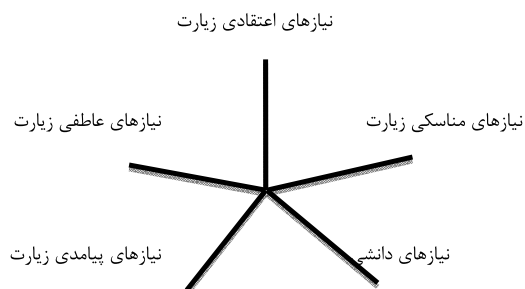 نیازهای اعتقادی زیارت
نیازهای مناسکی زیارت
نیازهای عاطفی زیارت
نیازهای دانشی
نیازهای پیامدی زیارت